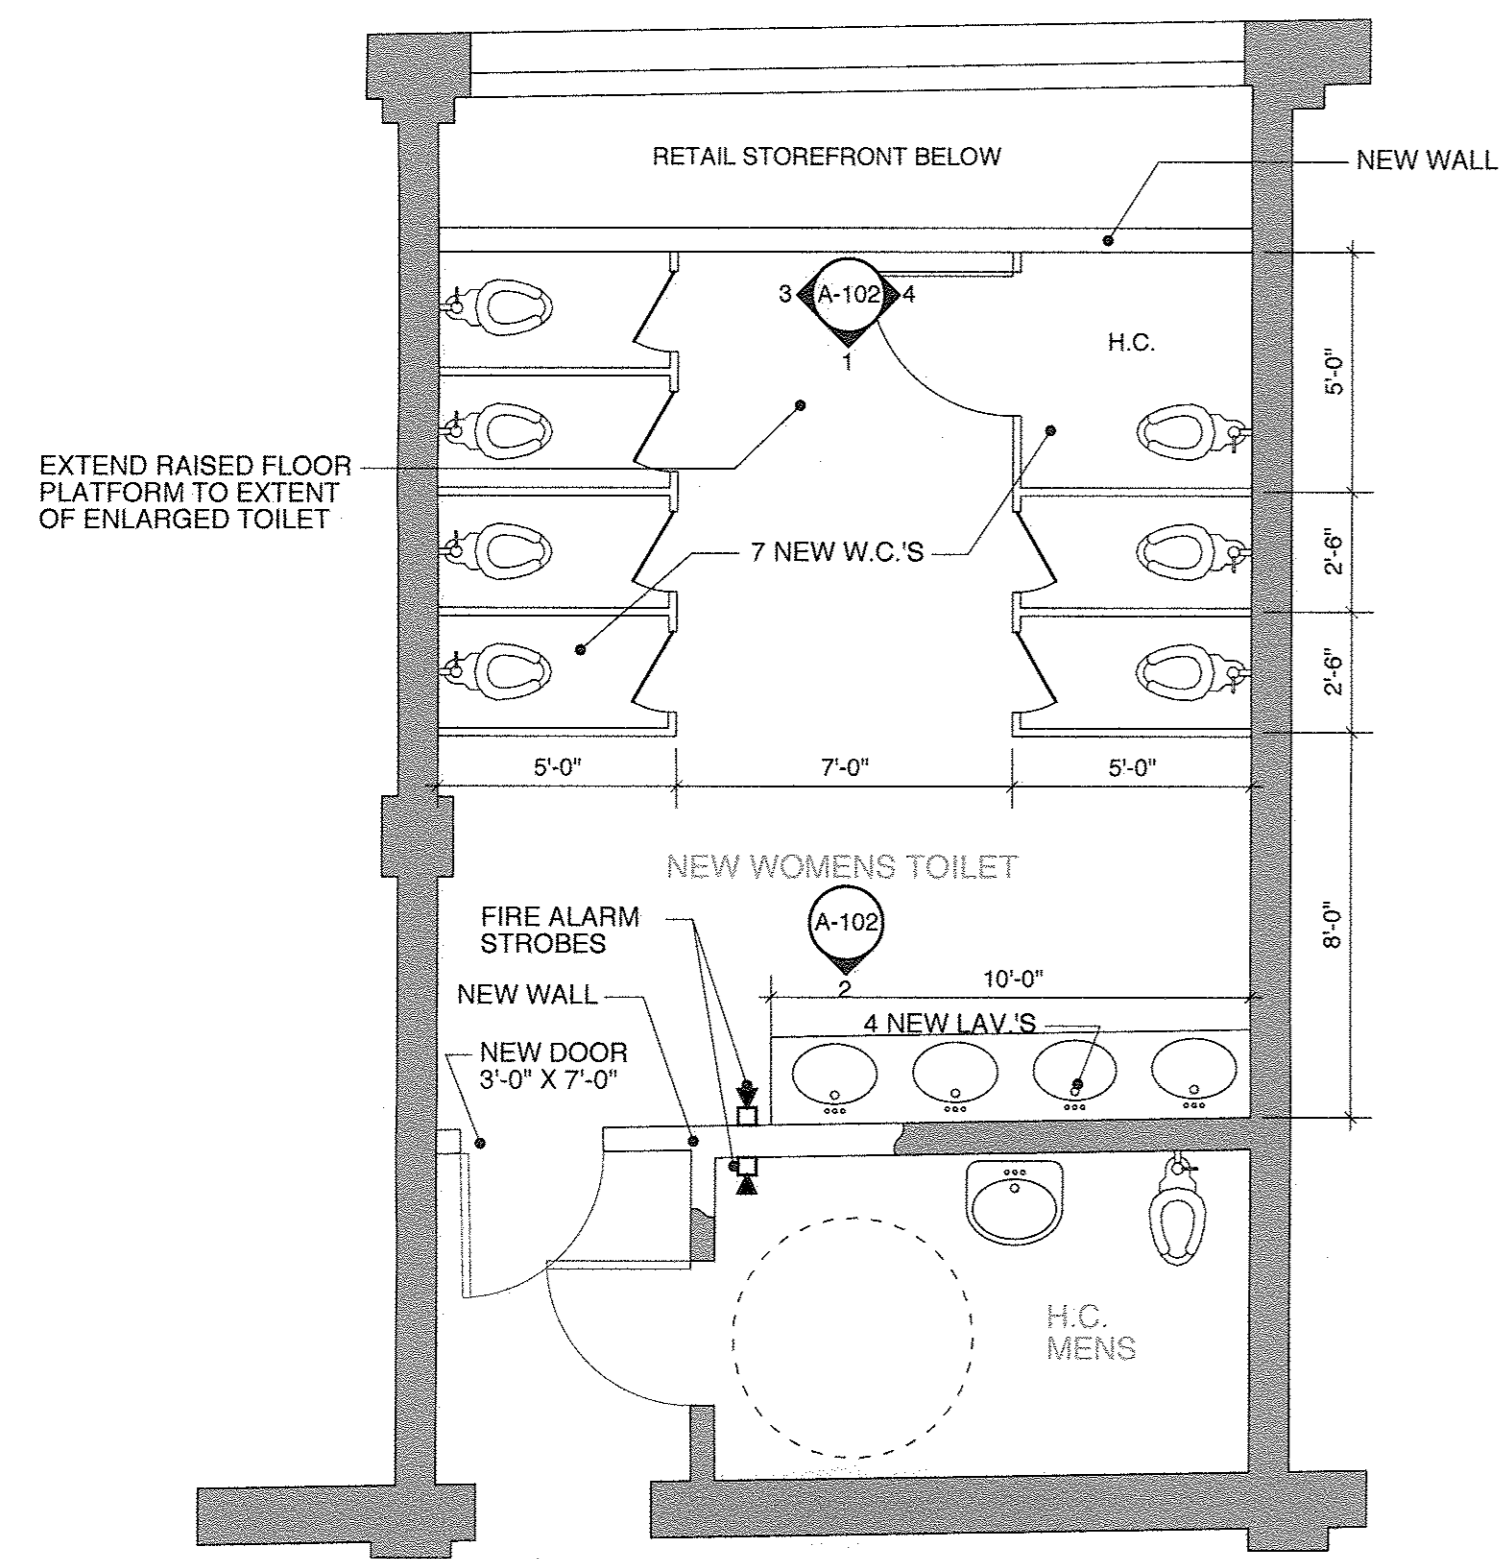 RETAIL STOREFRONT BELOW
NEW WALL
3
A-102
4
1
H.C.
5'-0"
EXTEND RAISED FLOOR
PLATFORM TO EXTENT
OF ENLARGED TOILET
7 NEW W.C.'S
2'-6"
2'-6"
5'-0"
7'-0"
5'-0"
NEW WOMENS TOILET
FIRE ALARM
STROBES
A-102
2
8'-0"
NEW WALL
10'-0"
4 NEW LAV.'S
NEW DOOR
3'-0" X 7'-0"
H.C.
MENS